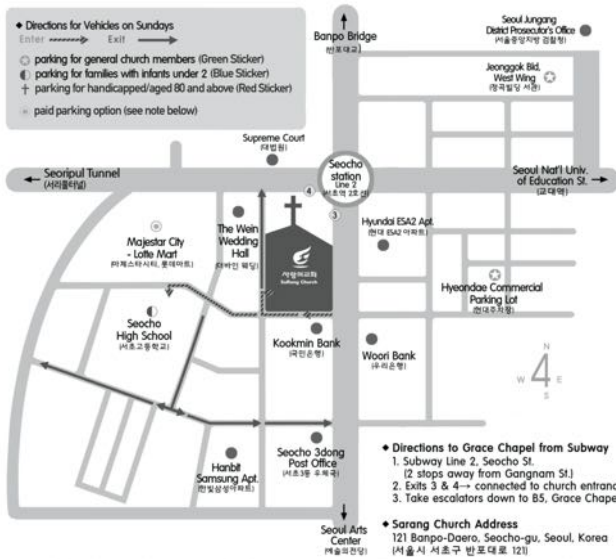 ◆ Directions for Vehicles on Sundays
Enter Exit
parking for general church members (Green Sticker)
parking for families with infants under 2 (Blue Sticker)
parking for handicapped/aged 80 and above (Red Sticker)
paid parking option (see note below)
Banpo Bridge
(반포대교)
Seoul Jungang
District Prosecutor's Office
(서울중앙지방 검찰청)
Jeonggok Bld,
West Wing
(정곡빌딩 서관)
Supreme Court
(대법원)
Seocho
station
Line 2
(서초역 2호선)
Seoripul Tunnel
(서리풀터널)
Seoul Nat'l Univ.
of Education St.
(교대역)
4
3
The Wein
Wedding
Hall
(더바인 웨딩)
Majestar City
- Lotte Mart
(마제스타시티, 롯데마트)
사랑의교회
SaRang Church
Hyundai ESA2 Apt.
(현대 ESA2 아파트)
Hyeondae Commercial
Parking Lot
(현대주차장)
Seocho
High School
(서초고등학교)
Kookmin Bank
(국민은행)
Woori Bank
(우리은행)
N
W E
S
Hanbit
Samsung Apt.
(한빛삼성아파트)
Seocho 3dong
Post Office
(서초3동 우체국)
Seoul Arts
Center
(예술의전당)
◆ Directions to Grace Chapel from Subway
1. Subway Line 2, Seocho St.
(2 stops away from Gangnam St.)
2. Exits 3 & 4→ connected to church entranc
3. Take escalators down to B5, Grace Chape
◆ Sarang Church Address
121 Banpo-Daero, Seocho-gu, Seoul, Korea
(서울시 서초구 반포대로 121)